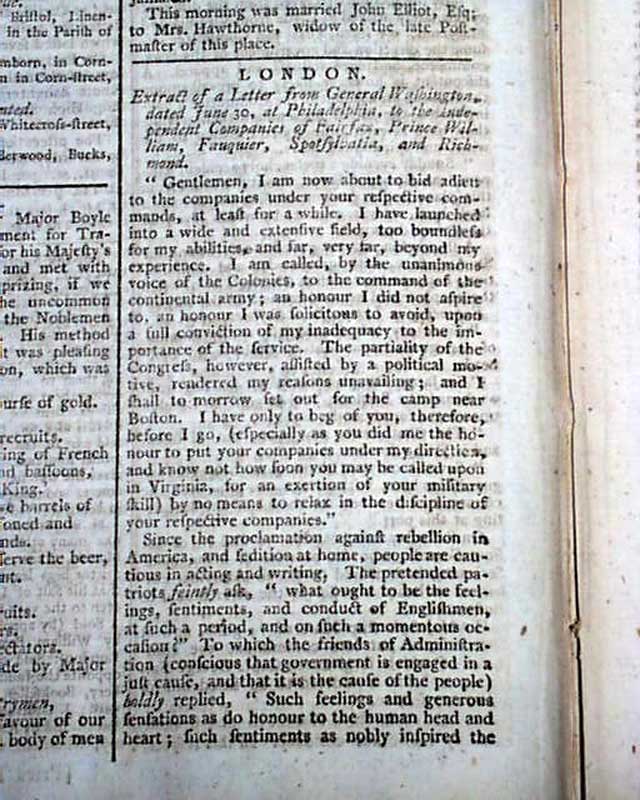 Bristol, Linen-
in the Parish of
in Corn-
in Corn-street,
Whitecross-street,
Bucks,
Major Boyle
for Tra-
or his Majesty's
and met with
if we
he uncommon
the Noblemen
His method
it was pleasing
on, which was
of gold.
recruits.
ing of French
bassoons,
King.
barrels of
and
serve the beer,
de by Major
favour of our
body of men
This morning was married John Elliot, Esq;
to Mrs. Hawthorne, widow of the late Post-
master of this place.
LONDON.
Extract of a Letter from General Washington,
dated June 30, at Philadelphia, to the Inde-
pendent Companies of Fairfax, Prince Wil-
liam, Fauquier, Spotsylvatia, and Rich-
mond.
“ Gentlemen, I am now about to bid adieu
to the companies under your respective com-
mands, at least for a while. I have launched
into a wide and extensive field, too boundless
for my abilities, and far, very far, beyond my
experience. I am called, by the unanimous
voice of the Colonies, to the command of the
continental army; an honour I did not aspire
to, an honour I was solicitous to avoid, upon
a full conviction of my inadequacy to the im-
portance of the service. The partiality of the
Congress, however, assisted by a political mo-
tive, rendered my reasons unavailing; and I
shall to morrow set out for the camp near
Boston. I have only to beg of you, therefore,
before I go, (especially as you did me the ho-
nour to put your companies under my direction,
and know not how soon you may be called upon
in Virginia, for an exertion of your military
skill) by no means to relax in the discipline of
your respective companies.”
Since the proclamation against rebellion in
America, and sedition at home, people are cau-
tious in acting and writing, The pretended pa-
triots feintly ask, “ what ought to be the feel-
ings, sentiments, and conduct of Englishmen,
at such a period, and on such a momentous oc-
casion?” To which the friends of Administra-
tion (conscious that government is engaged in a
just cause, and that it is the cause of the people)
boldly replied, “ Such feelings and generous
sensations as do honour to the human head and
heart; such sentiments as nobly inspired the